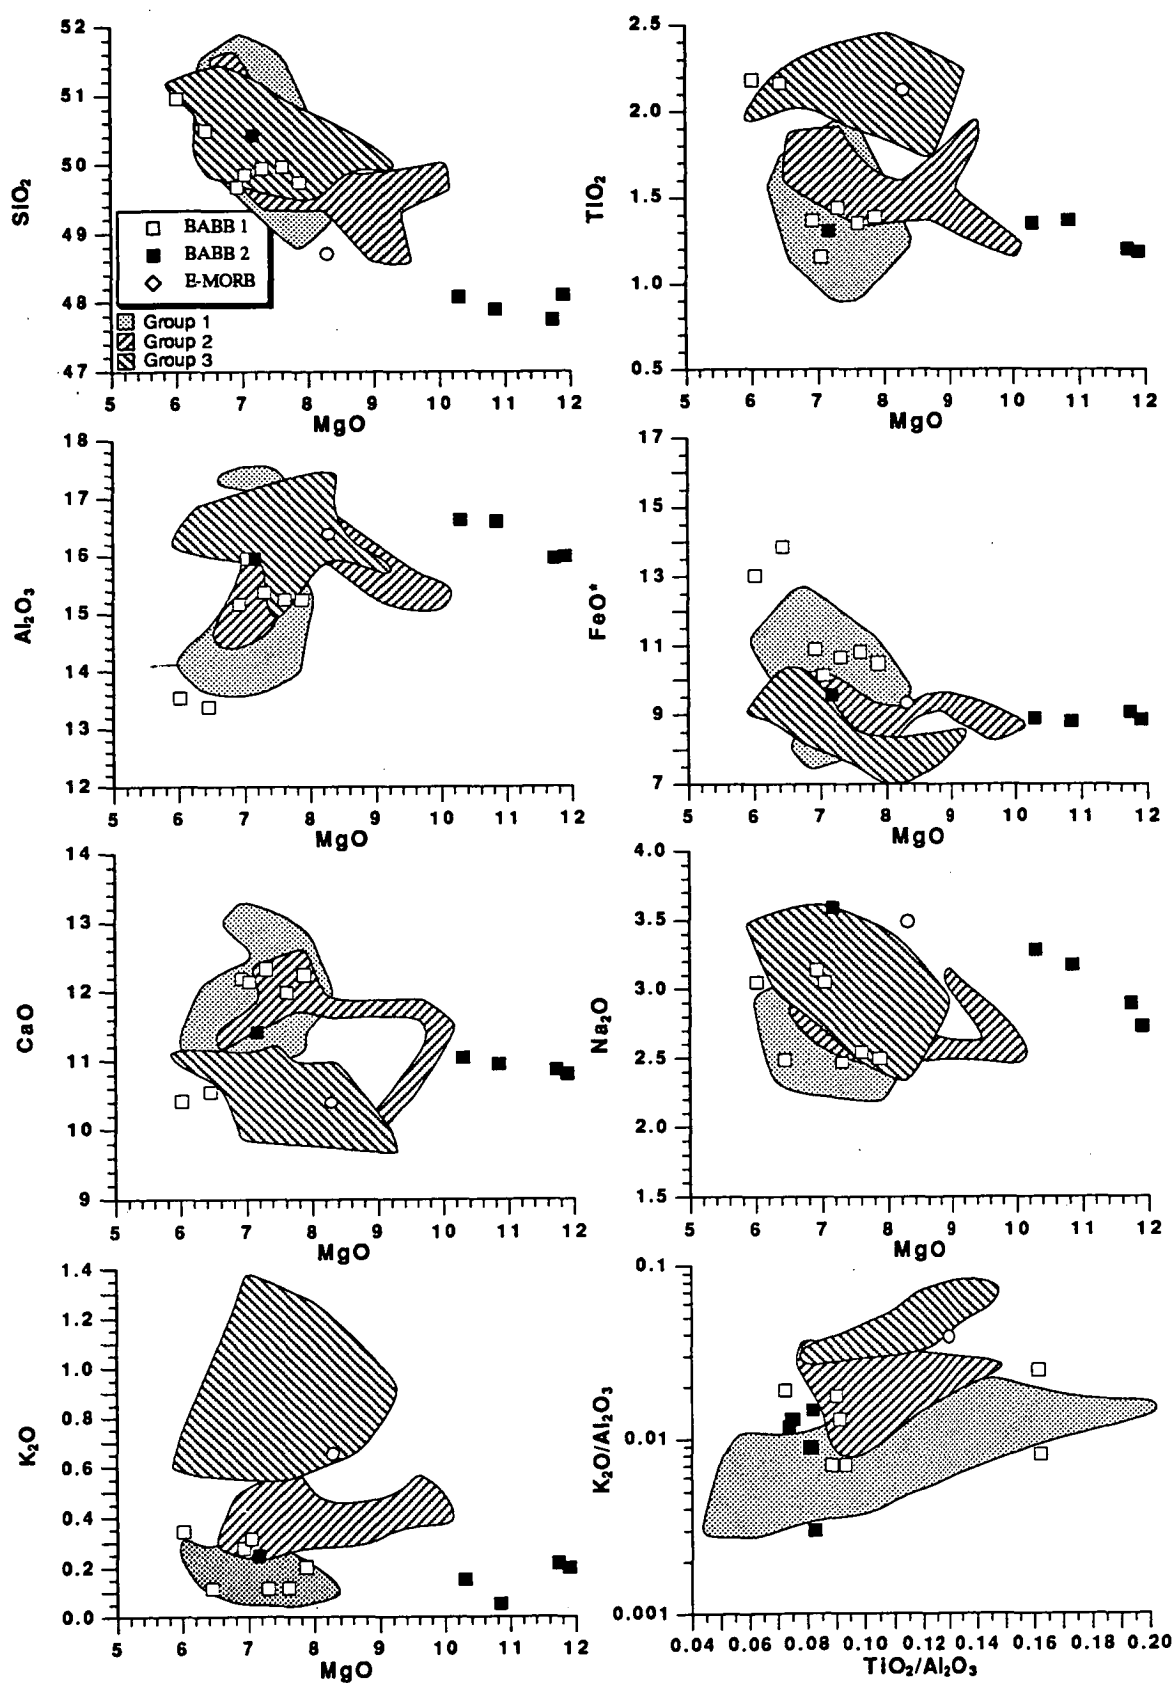 52
51
50
49
48
47
SiO₂
BABB 1
BABB 2
E-MORB
Group 1
Group 2
Group 3
5 6 7 8 9 10 11 12
MgO
2.5
2.0
1.5
1.0
0.5
TiO₂
5 6 7 8 9 10 11 12
MgO
18
17
16
15
14
13
12
Al₂O₃
5 6 7 8 9 10 11 12
MgO
17
15
13
11
9
7
FeO*
5 6 7 8 9 10 11 12
MgO
14
13
12
11
10
9
CaO
5 6 7 8 9 10 11 12
MgO
4.0
3.5
3.0
2.5
2.0
1.5
Na₂O
5 6 7 8 9 10 11 12
MgO
1.4
1.2
1.0
0.8
0.6
0.4
0.2
0.0
K₂O
5 6 7 8 9 10 11 12
MgO
0.1
0.01
0.001
K₂O/Al₂O₃
0.04 0.06 0.08 0.10 0.12 0.14 0.16 0.18 0.20
TiO₂/Al₂O₃